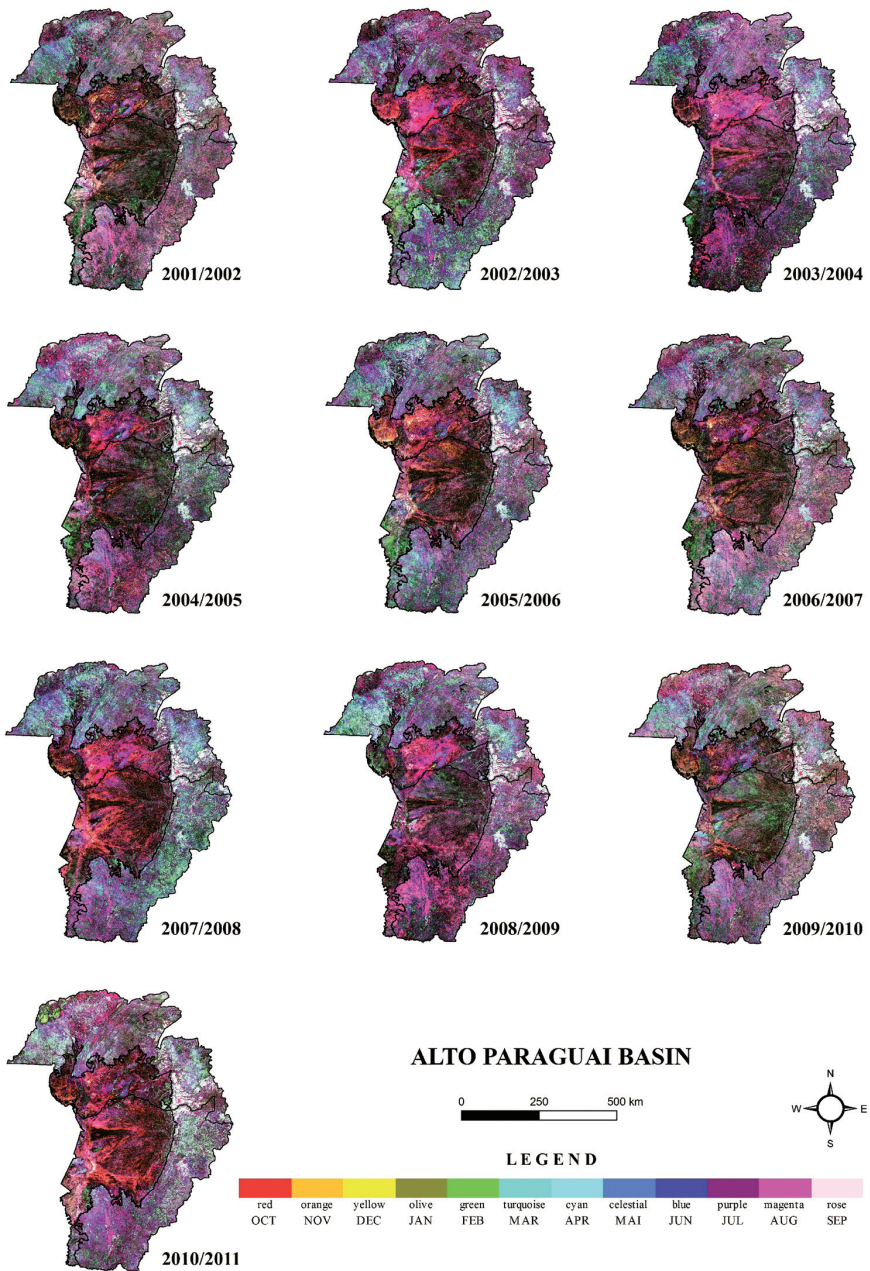 2001/2002
2002/2003
2003/2004
2004/2005
2005/2006
2006/2007
2007/2008
2008/2009
2009/2010
2010/2011
ALTO PARAGUAI BASIN
0 250 500 km
N
W E
S
LEGEND
red orange yellow olive green turquoise cyan celestial blue purple magenta rose
OCT NOV DEC JAN FEB MAR APR MAI JUN JUL AUG SEP